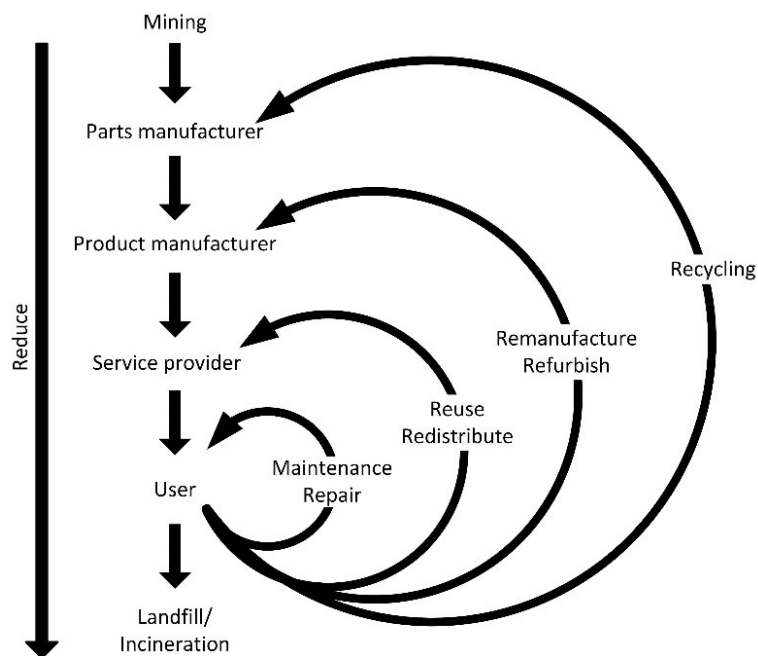 Mining
Parts manufacturer
Product manufacturer
Service provider
User
Landfill/
Incineration
Reduce
Maintenance
Repair
Reuse
Redistribute
Remanufacture
Refurbish
Recycling